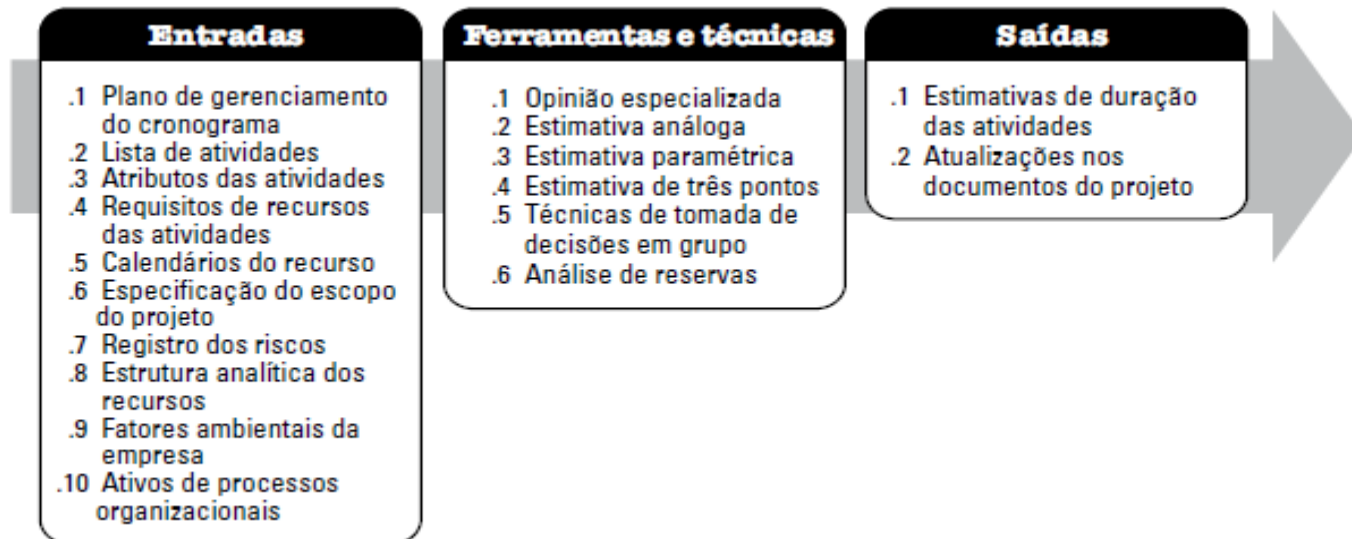 Entradas
.1 Plano de gerenciamento
do cronograma
.2 Lista de atividades
.3 Atributos das atividades
.4 Requisitos de recursos
das atividades
.5 Calendários do recurso
.6 Especificação do escopo
do projeto
.7 Registro dos riscos
.8 Estrutura analítica dos
recursos
.9 Fatores ambientais da
empresa
.10 Ativos de processos
organizacionais
Ferramentas e técnicas
.1 Opinião especializada
.2 Estimativa análoga
.3 Estimativa paramétrica
.4 Estimativa de três pontos
.5 Técnicas de tomada de
decisões em grupo
.6 Análise de reservas
Saídas
.1 Estimativas de duração
das atividades
.2 Atualizações nos
documentos do projeto